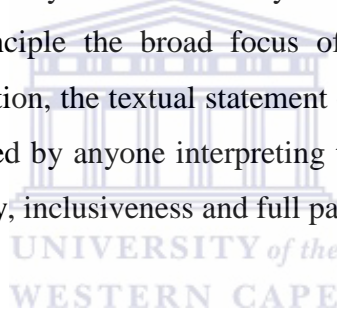 nciple the broad focus of
tion, the textual statement
ed by anyone interpreting
y, inclusiveness and full pa
UNIVERSITY of the
WESTERN CAPE